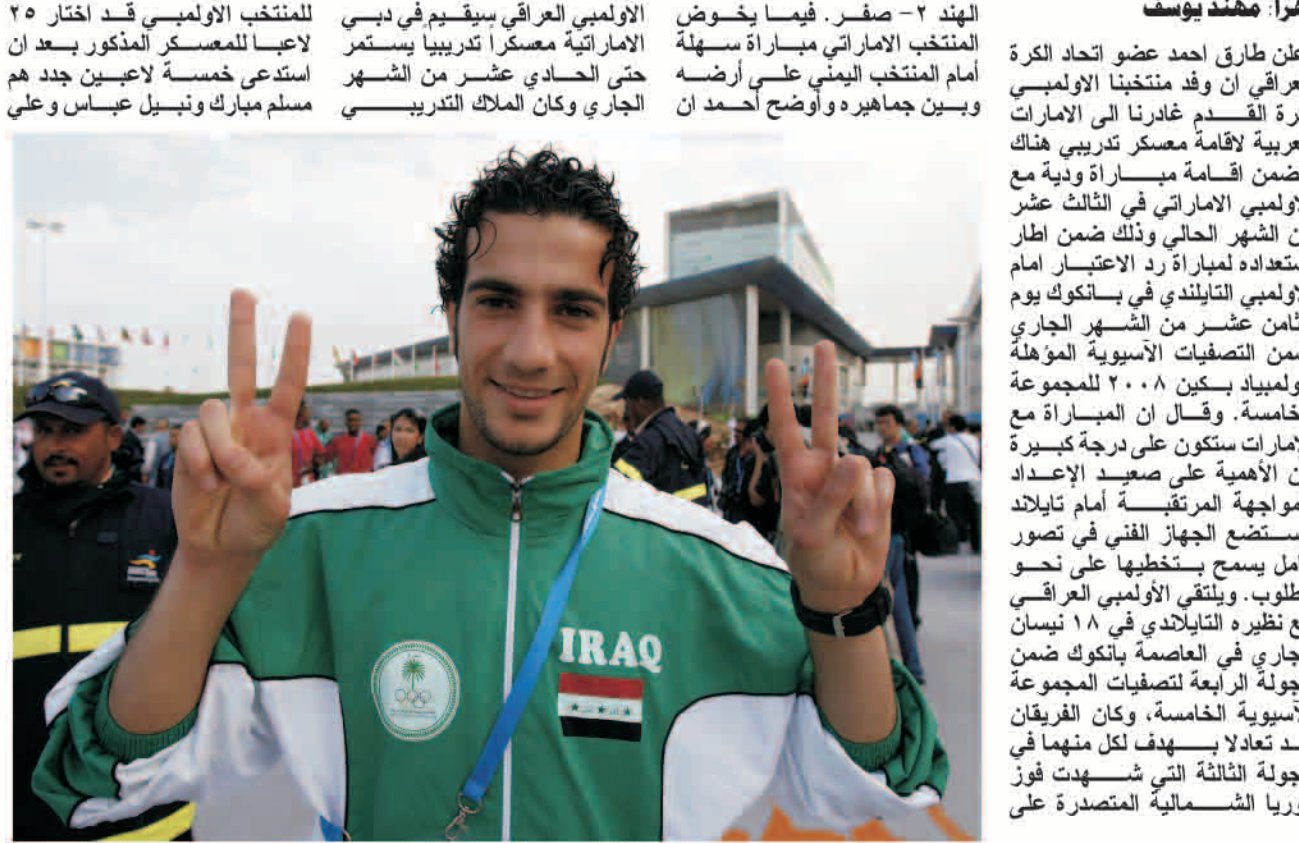 : مهند يوسف
علن طارق احمد عضو اتحاد الكرة
عراقي ان وفد منتخبنا الاولمبي
رة القدم غادرنا الى الامارات
عربية لاقامة معسكر تدريبي هناك
ضمن اقامة مباراة ودية مع
لاولمبي الاماراتي في الثالث عشر
ن الشهر الحالي وذلك ضمن اطار
ستعداده لمباراة رد الاعتبار امام
لاولمبي التايلندي في بانكوك يوم
ثامن عشر من الشهر الجاري
ضمن التصفيات الآسيوية المؤهلة
ولمبياد بكين ٢٠٠٨ للمجموعة
خامسة. وقال ان المباراة مع
لامارات ستكون على درجة كبيرة
ن الأهمية على صعيد الإعداد
مواجهة المرتقبة أمام تايلاند
ستضع الجهاز الفني في تصور
امل يسمح بتخطيها على نحو
طلوب. ويلتقي الأولمبي العراقي
ع نظيره التايلاندي في ١٨ نيسان
جاري في العاصمة بانكوك ضمن
جولة الرابعة لتصفيات المجموعة
لآسيوية الخامسة، وكان الفريقان
د تعادلا بهدف لكل منهما في
جولة الثالثة التي شهدت فوز
وريا الشمالية المتصدرة على
الهند ٢- صفر. فيما يخوض
المنتخب الاماراتي مباراة سهلة
أمام المنتخب اليمني على أرضه
وبين جماهيره وأوضح أحمد ان
الاولمبي العراقي سيقيم في دبي
الاماراتية معسكراً تدريبيا يستمر
حتى الحادي عشر من الشهر
الجاري وكان الملاك التدريبي
للمنتخب الاولمبي قد اختار ٢٥
لاعبا للمعسكر المذكور بعد ان
استدعى خمسة لاعبين جدد هم
مسلم مبارك ونبيل عباس وعلي
IRAQ